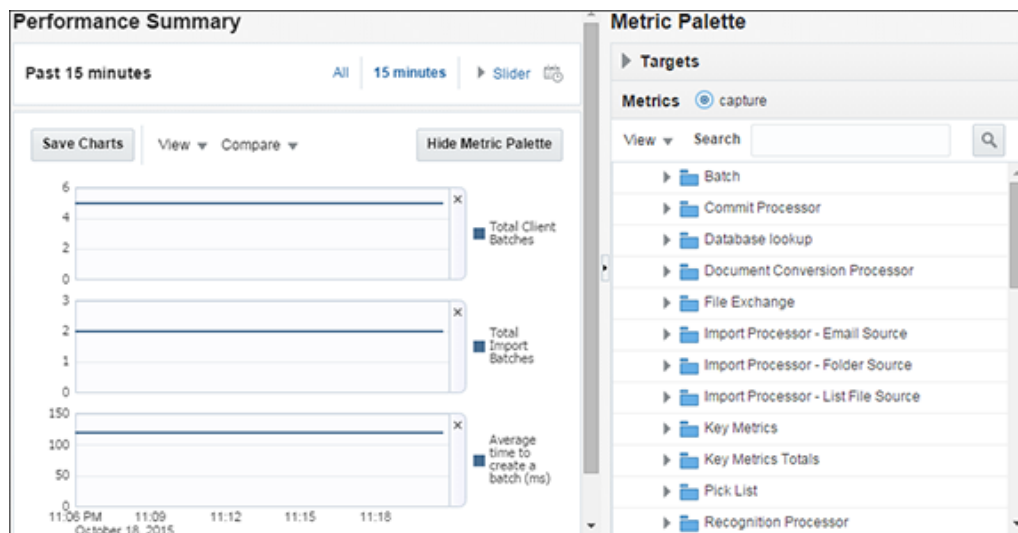 Performance Summary
Past 15 minutes
All
15 minutes
Slider
Save Charts
View
Compare
Hide Metric Palette
6
4
2
0
Total Client
Batches
3
2
1
0
Total
Import
Batches
150
100
50
0
Average
time to
create a
batch (ms)
11:06 PM
11:09
11:12
11:15
11:18
October 18, 2015
Metric Palette
Targets
Metrics
capture
View
Search
Batch
Commit Processor
Database lookup
Document Conversion Processor
File Exchange
Import Processor - Email Source
Import Processor - Folder Source
Import Processor - List File Source
Key Metrics
Key Metrics Totals
Pick List
Recognition Processor